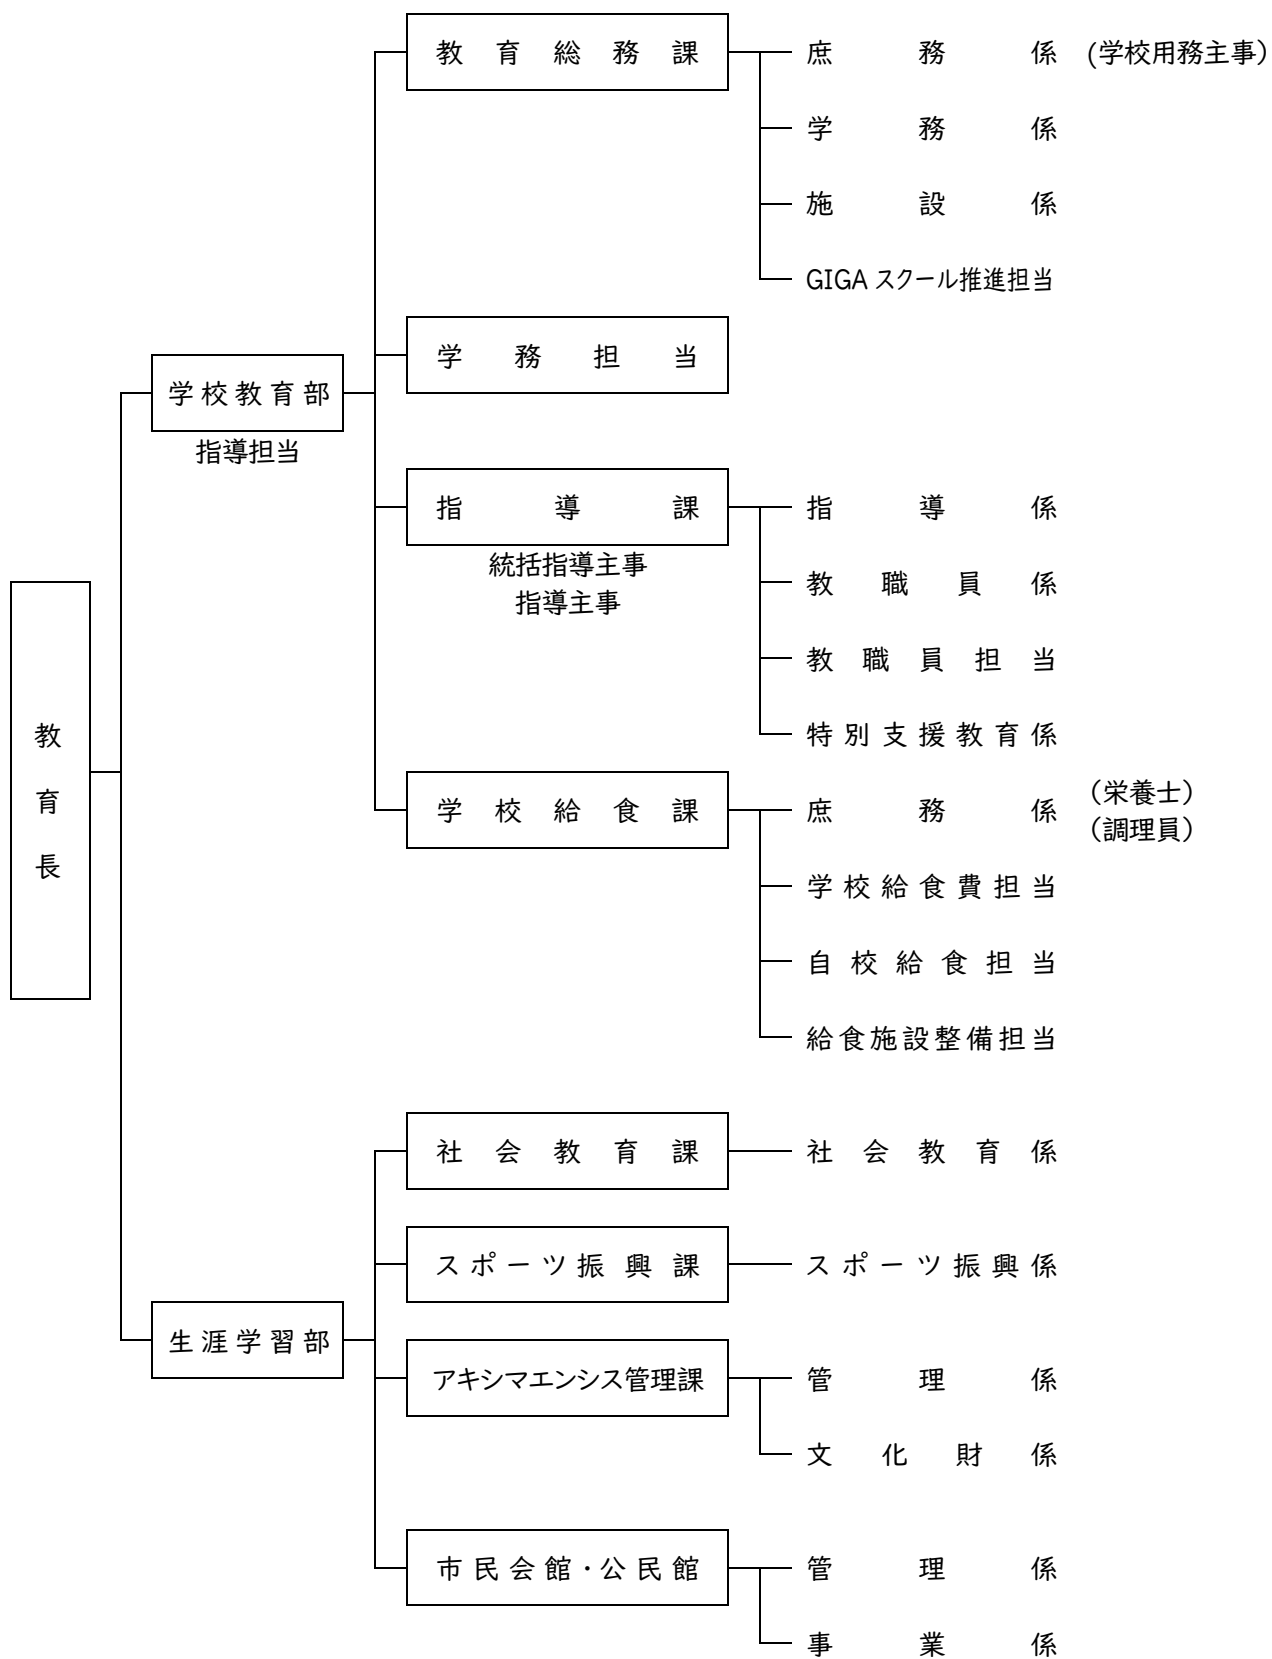 教育長
学校教育部
指導担当
教育総務課
庶務係 (学校用務主事)
学務係
施設係
GIGAスクール推進担当
学務担当
指導課
統括指導主事
指導主事
指導係
教職員係
教職員担当
特別支援教育係
学校給食課
庶務係
(栄養士)
(調理員)
学校給食費担当
自校給食担当
給食施設整備担当
生涯学習部
社会教育課
社会教育係
スポーツ振興課
スポーツ振興係
アキシマエンシス管理課
管理係
文化財係
市民会館・公民館
管理係
事業係